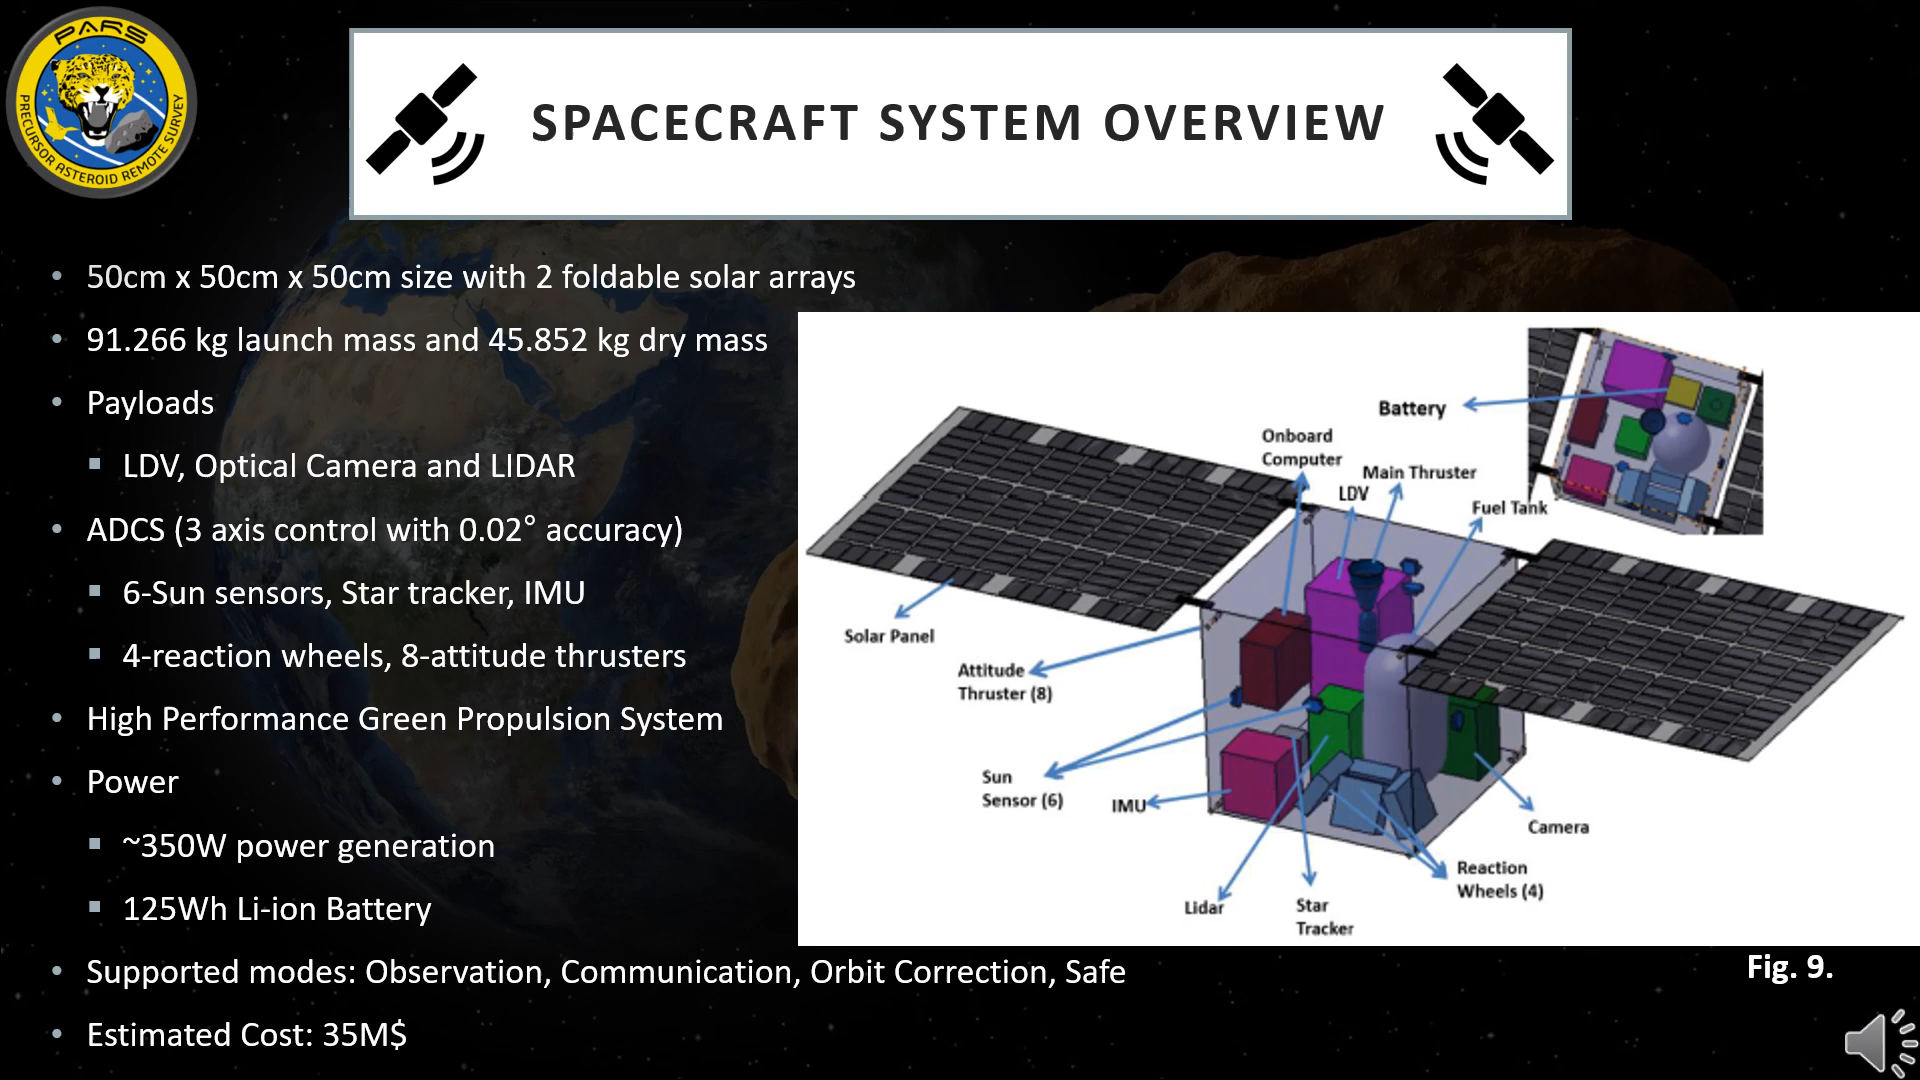 PARS
PRECURSOR ASTEROID REMOTE SURVEY
SPACECRAFT SYSTEM OVERVIEW
• 50cm x 50cm x 50cm size with 2 foldable solar arrays
• 91.266 kg launch mass and 45.852 kg dry mass
• Payloads
▪ LDV, Optical Camera and LIDAR
• ADCS (3 axis control with 0.02° accuracy)
▪ 6-Sun sensors, Star tracker, IMU
▪ 4-reaction wheels, 8-attitude thrusters
• High Performance Green Propulsion System
• Power
▪ ~350W power generation
▪ 125Wh Li-ion Battery
• Supported modes: Observation, Communication, Orbit Correction, Safe
• Estimated Cost: 35M$
Battery
Onboard
Computer
Main Thruster
LDV
Fuel Tank
Solar Panel
Attitude
Thruster (8)
Sun
Sensor (6)
IMU
Camera
Reaction
Wheels (4)
Lidar
Star
Tracker
Fig. 9.